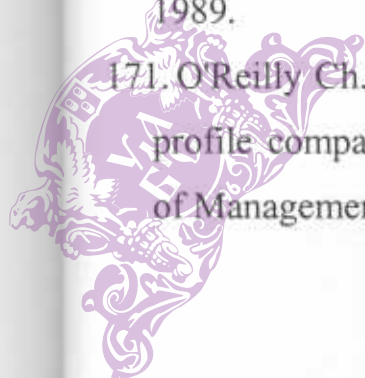 1989.
171. O'Reilly Ch.
profile compa
of Managemen